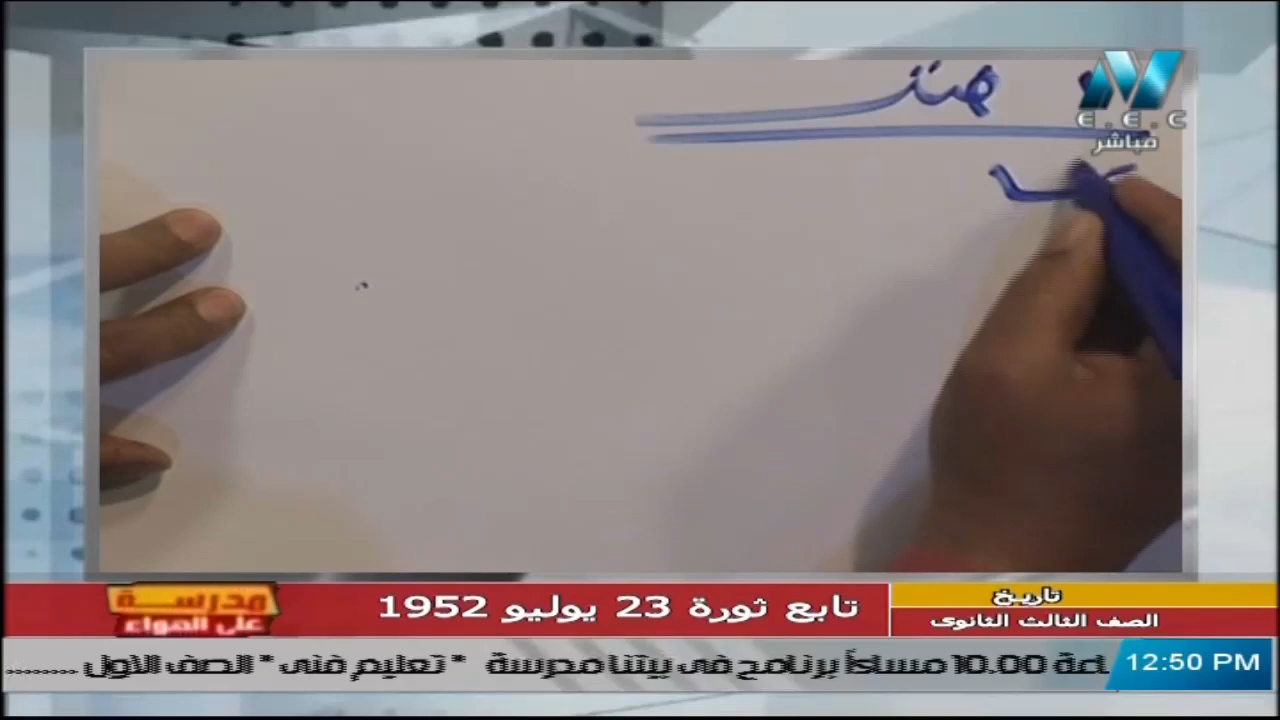 E.E.C
مباشر
تاريخ
الصف الثالث الثانوى
تابع ثورة 23 يوليو 1952
مدرسة
على الهواء
12:50 PM
10.00 مساءاً برنامج فى بيتنا مدرسة * تعليم فنى * الصف الاول ........